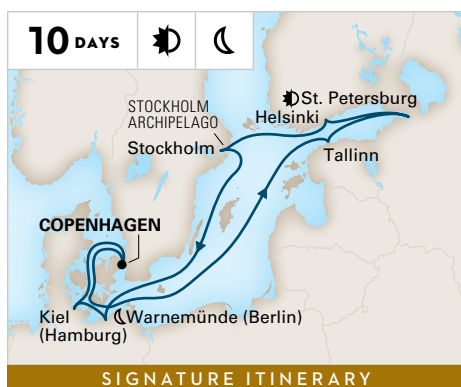 10 DAYS
STOCKHOLM
ARCHIPELAGO
St. Petersburg
Helsinki
Stockholm
Tallinn
COPENHAGEN
Kiel
(Hamburg)
Warnemünde (Berlin)
SIGNATURE ITINERARY